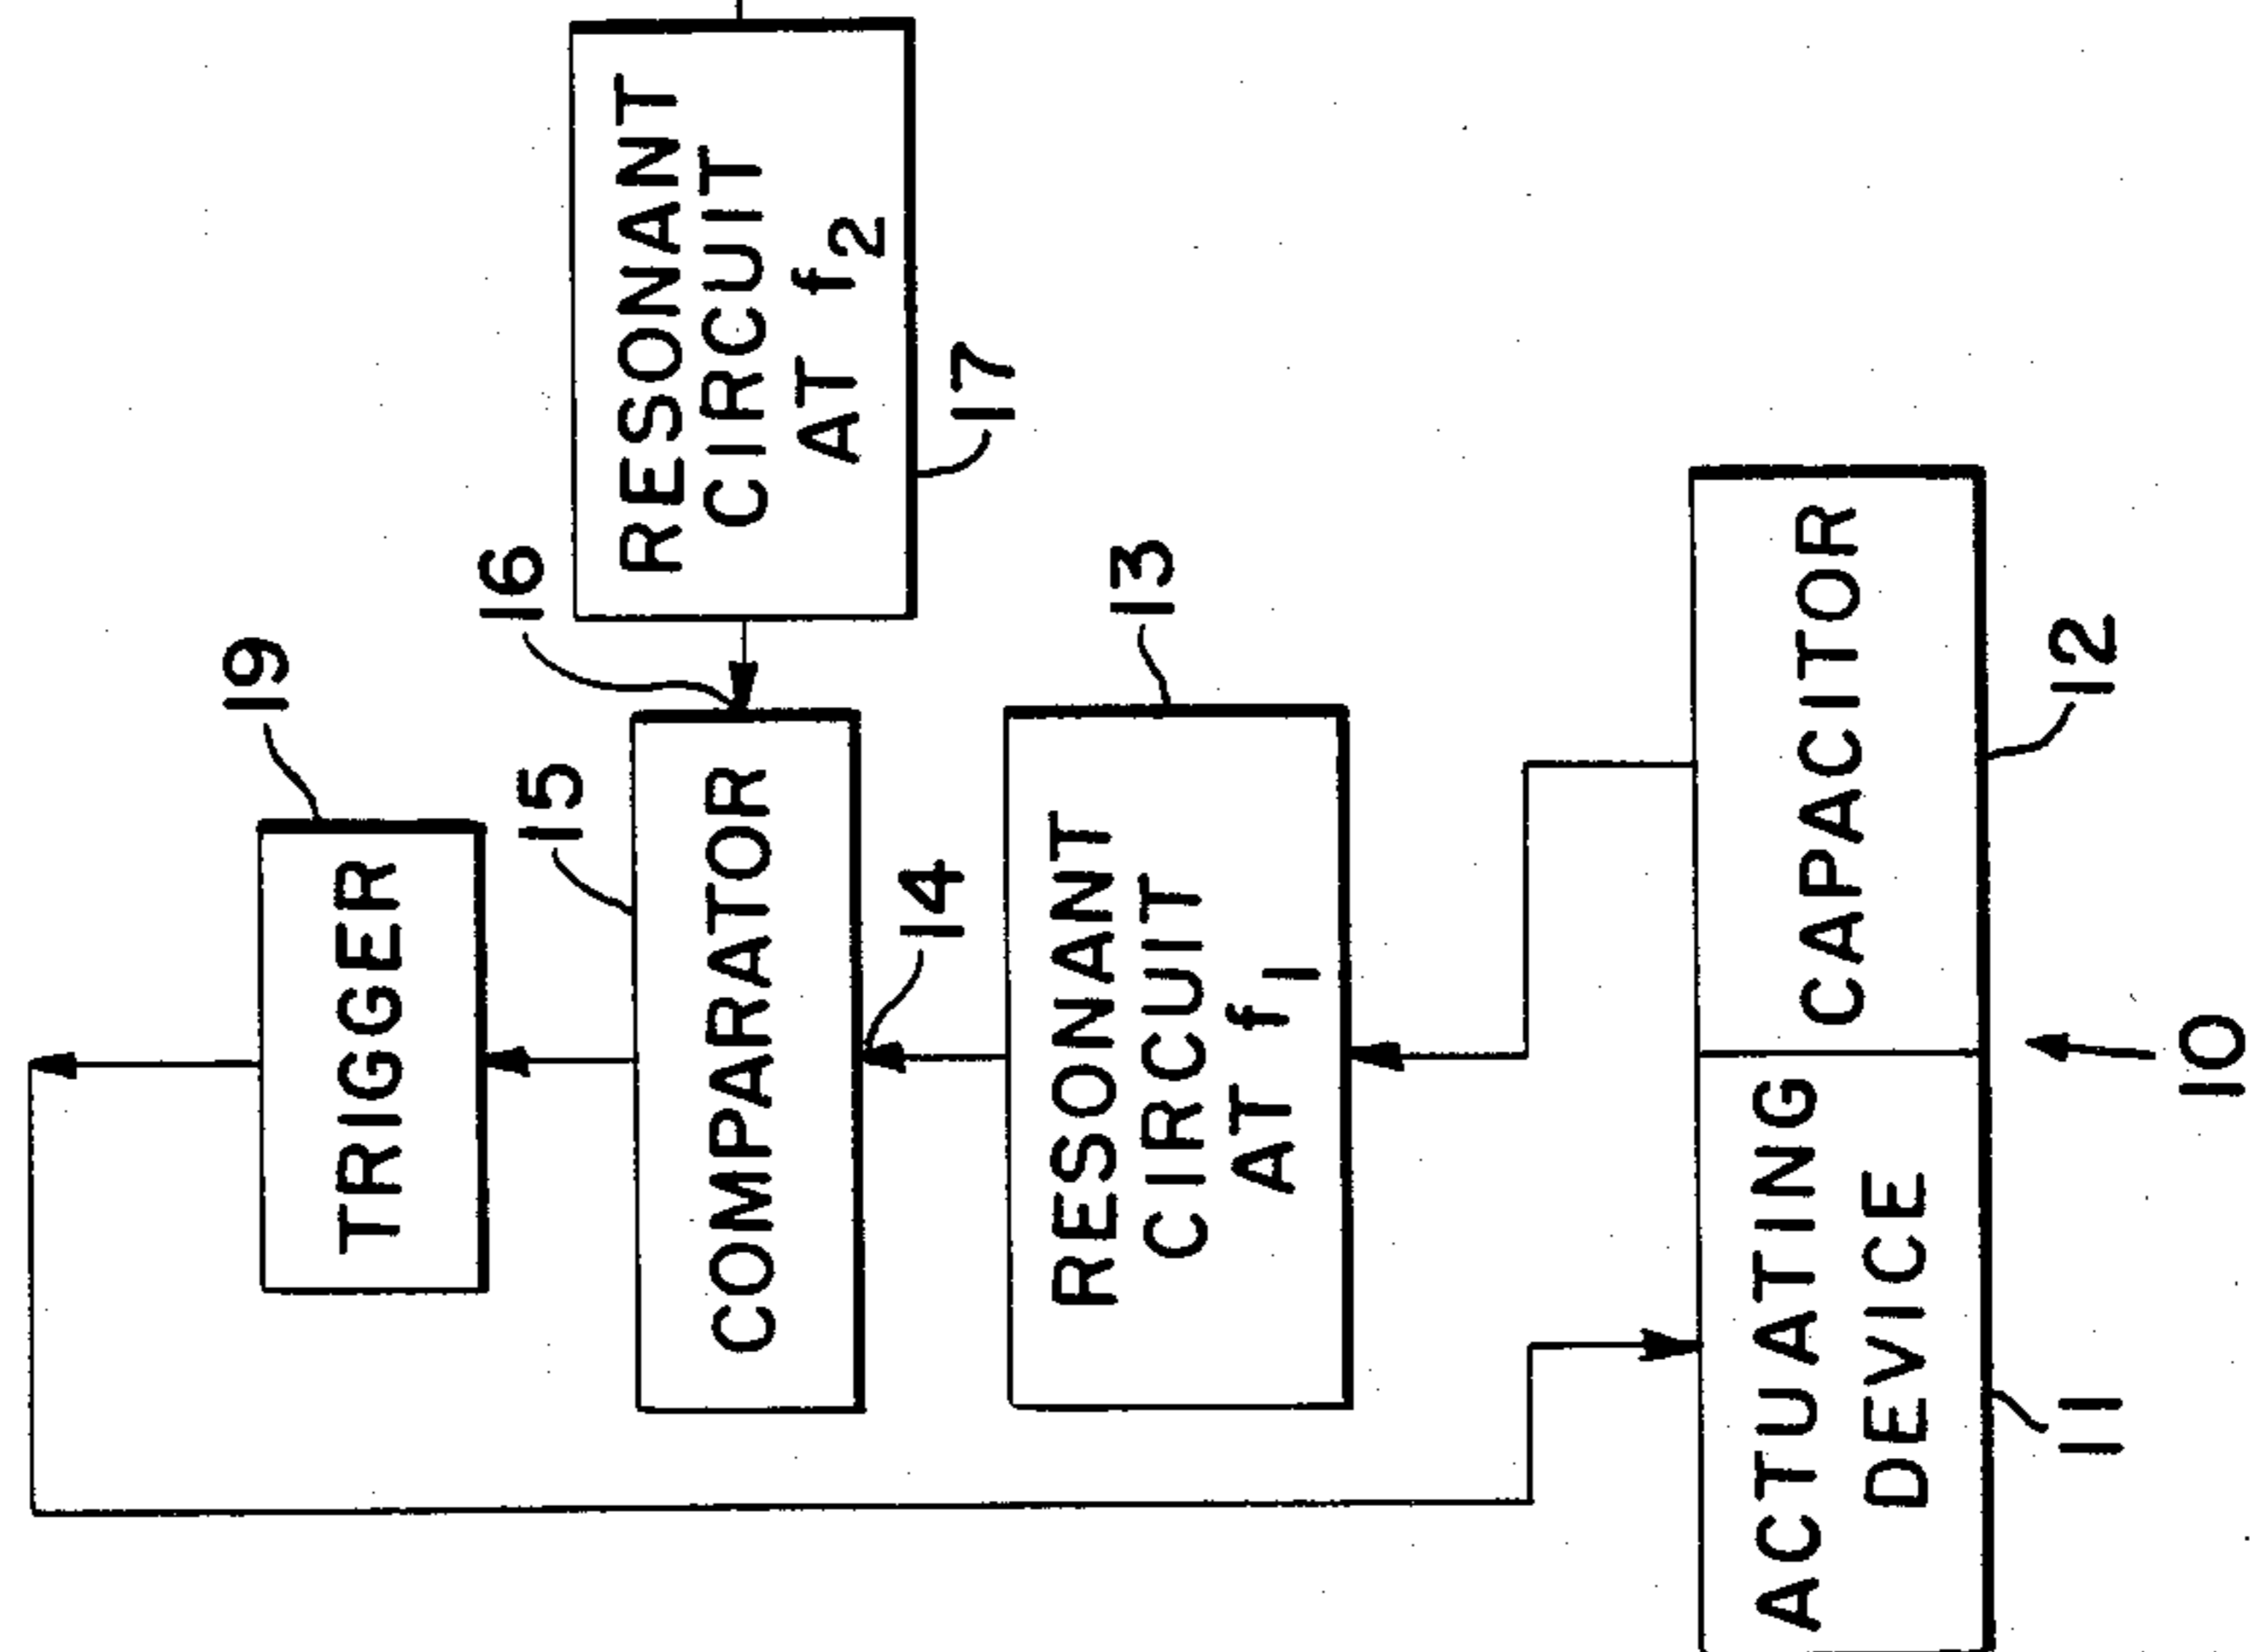 19
TRIGGER
16
15
COMPARATOR
14
RESONANT
CIRCUIT
AT f2
17
13
RESONANT
CIRCUIT
AT f1
ACTUATING
DEVICE
CAPACITOR
11
12
10